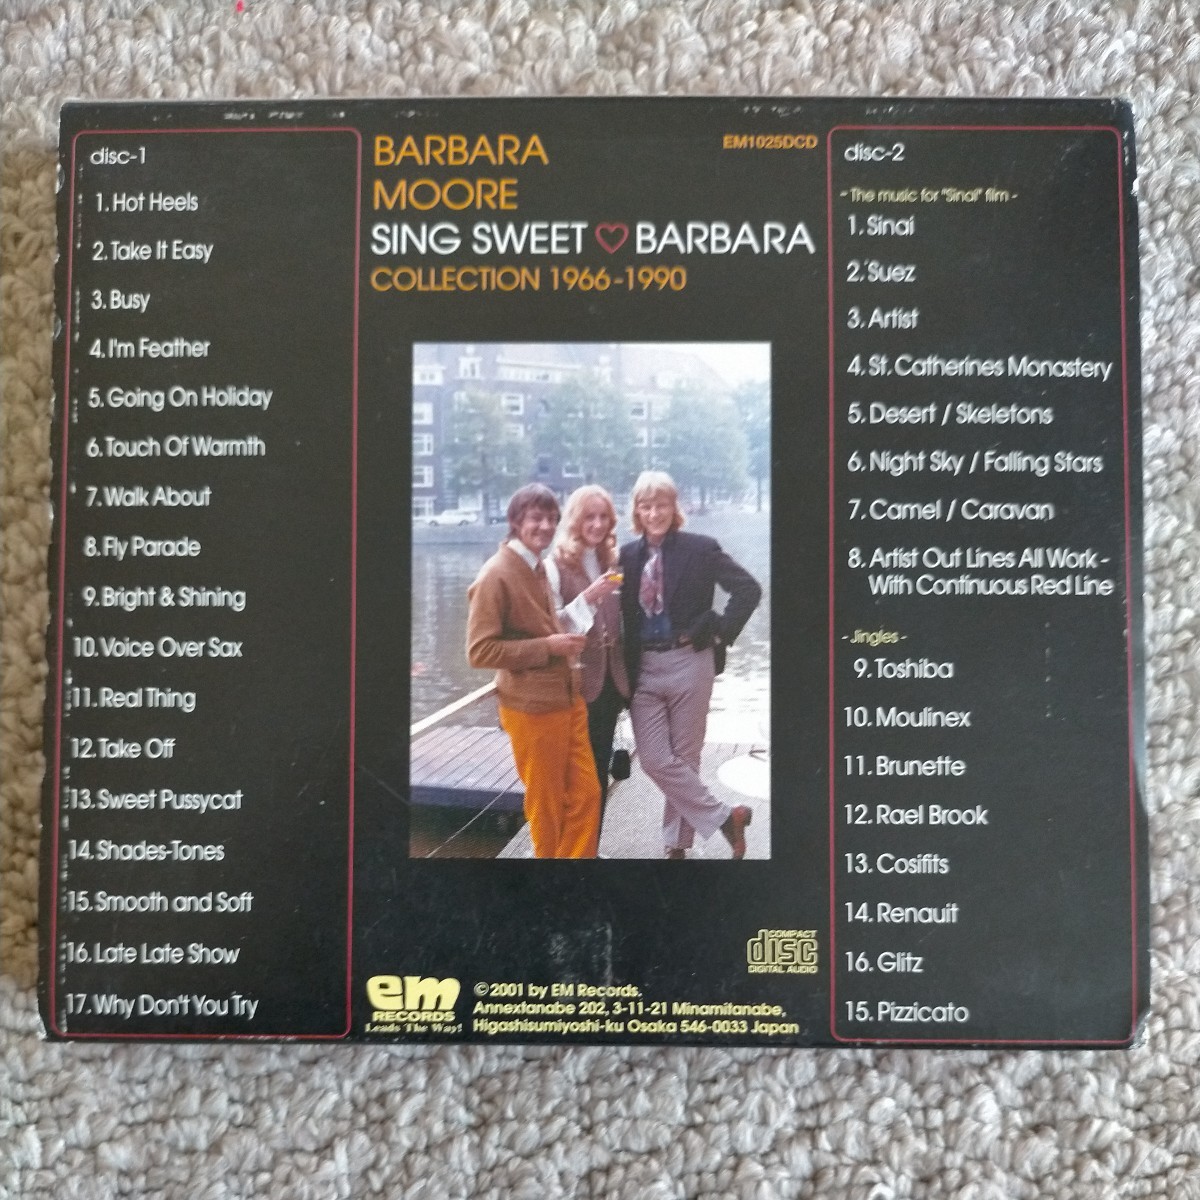 disc-1
1. Hot Heels
2. Take It Easy
3. Busy
4. I'm Feather
5. Going On Holiday
6. Touch Of Warmth
7. Walk About
8. Fly Parade
9. Bright & Shining
10. Voice Over Sax
11. Real Thing
12. Take Off
13. Sweet Pussycat
14. Shades-Tones
15. Smooth and Soft
16. Late Late Show
17. Why Don't You Try
BARBARA
MOORE
EM1025DCD
SING SWEET ♡ BARBARA
COLLECTION 1966-1990
COMPACT
disc
DIGITAL AUDIO
em
RECORDS
Leads The Way!
©2001 by EM Records.
Annextanabe 202, 3-11-21 Minamitanabe,
Higashisumiyoshi-ku Osaka 546-0033 Japan
disc-2
- The music for "Sinai" film -
1. Sinai
2. Suez
3. Artist
4. St. Catherines Monastery
5. Desert / Skeletons
6. Night Sky / Falling Stars
7. Camel / Caravan
8. Artist Out Lines All Work -
With Continuous Red Line
- Jingles -
9. Toshiba
10. Moulinex
11. Brunette
12. Rael Brook
13. Cosifits
14. Renauit
16. Glitz
15. Pizzicato